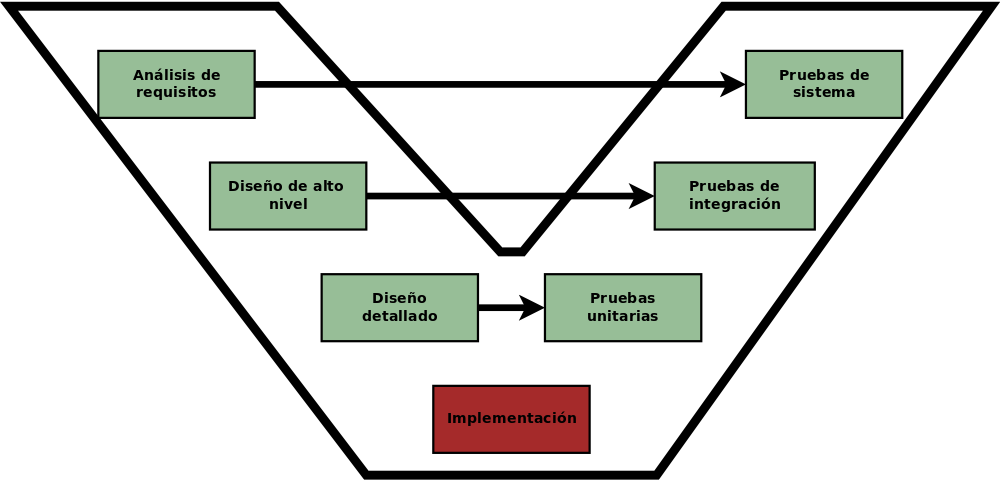 Análisis de
requisitos
Pruebas de
sistema
Diseño de alto
nivel
Pruebas de
integración
Diseño
detallado
Pruebas
unitarias
Implementación